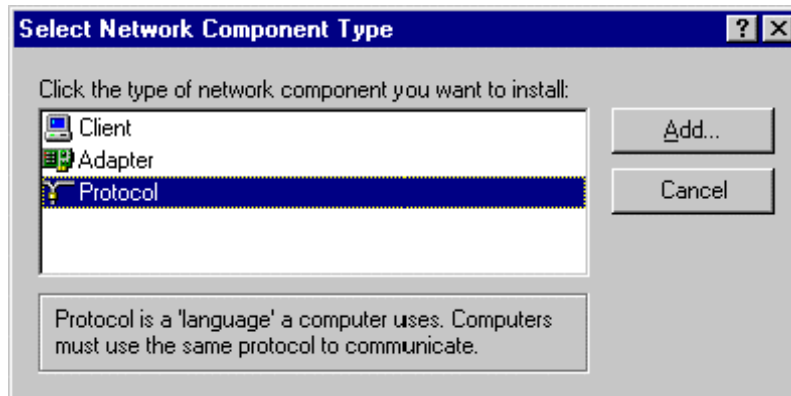 Select Network Component Type
Click the type of network component you want to install:
Client
Add...
Adapter
Protocol
Cancel
Protocol is a 'language' a computer uses. Computers
must use the same protocol to communicate.